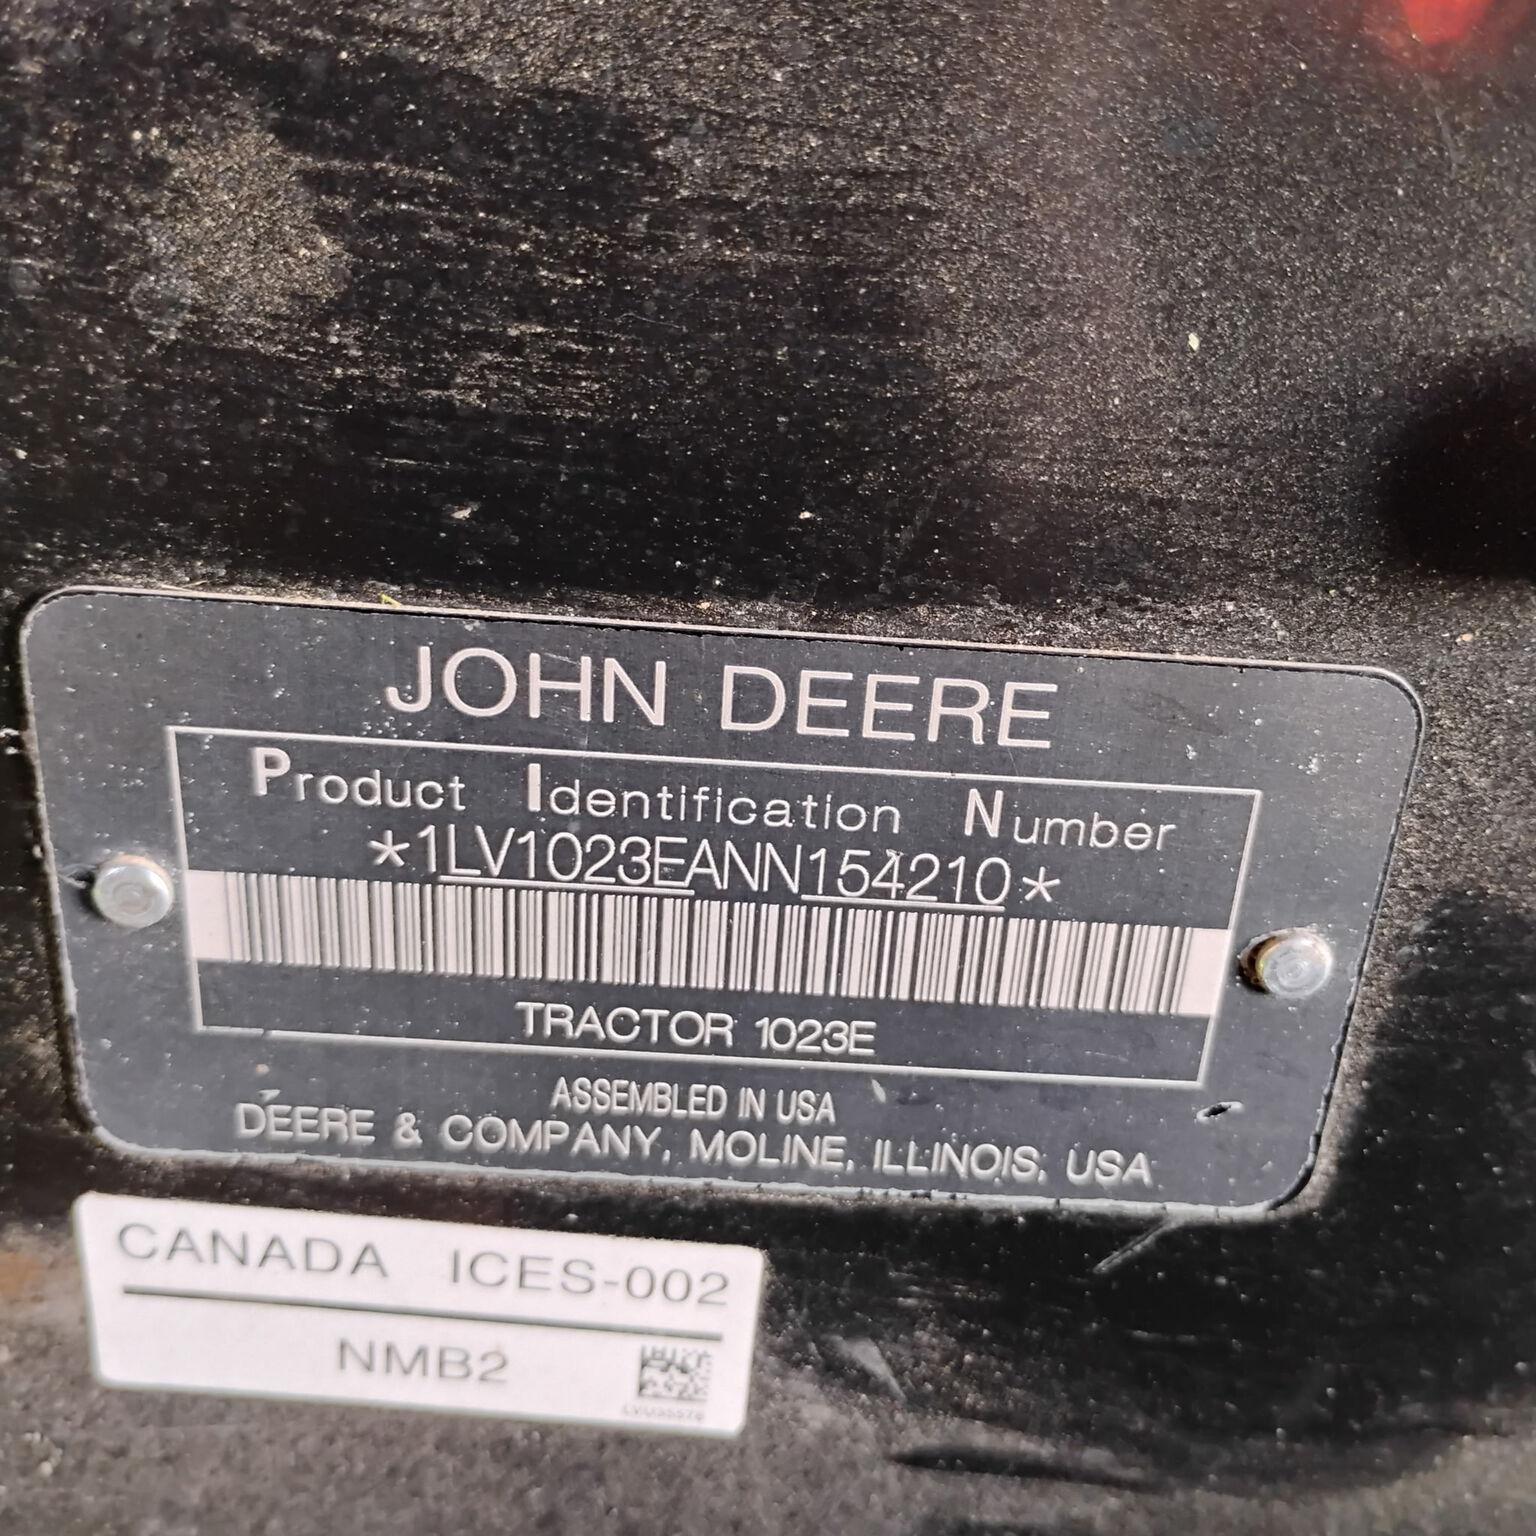 JOHN DEERE
Product Identification Number
*1LV1023EANN154210*
TRACTOR 1023E
ASSEMBLED IN USA
DEERE & COMPANY, MOLINE, ILLINOIS, USA
CANADA ICES-002
NMB2